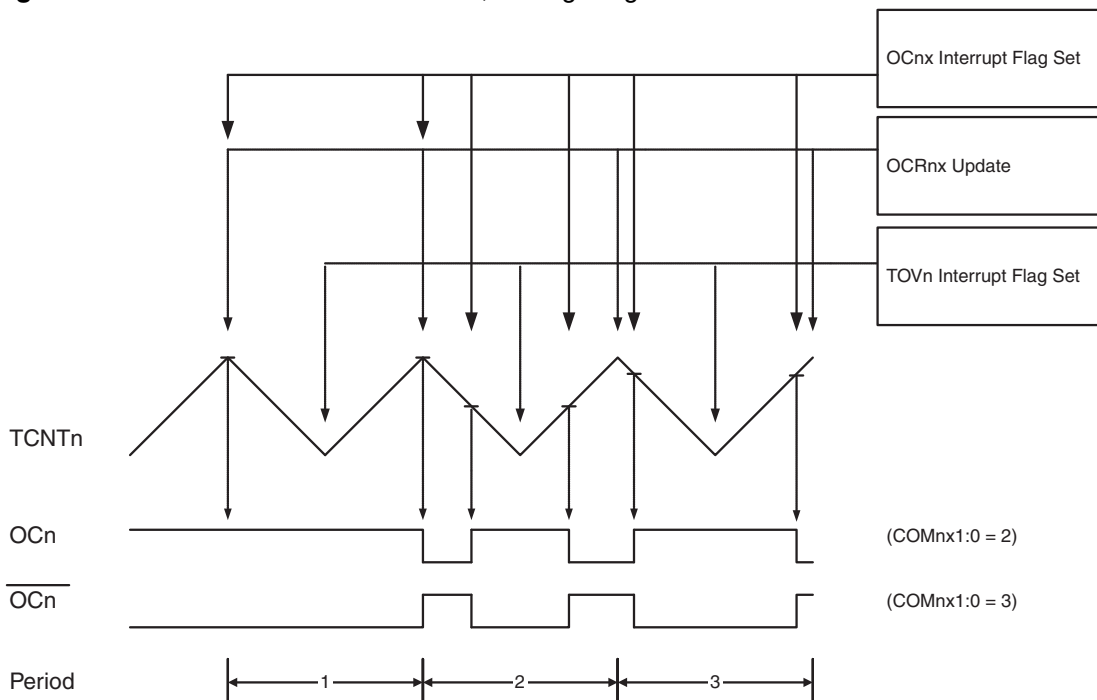 OCnx Interrupt Flag Set
OCRnx Update
TOVn Interrupt Flag Set
TCNTn
OCn
(COMnx1:0 = 2)
OCn
(COMnx1:0 = 3)
Period
1
2
3